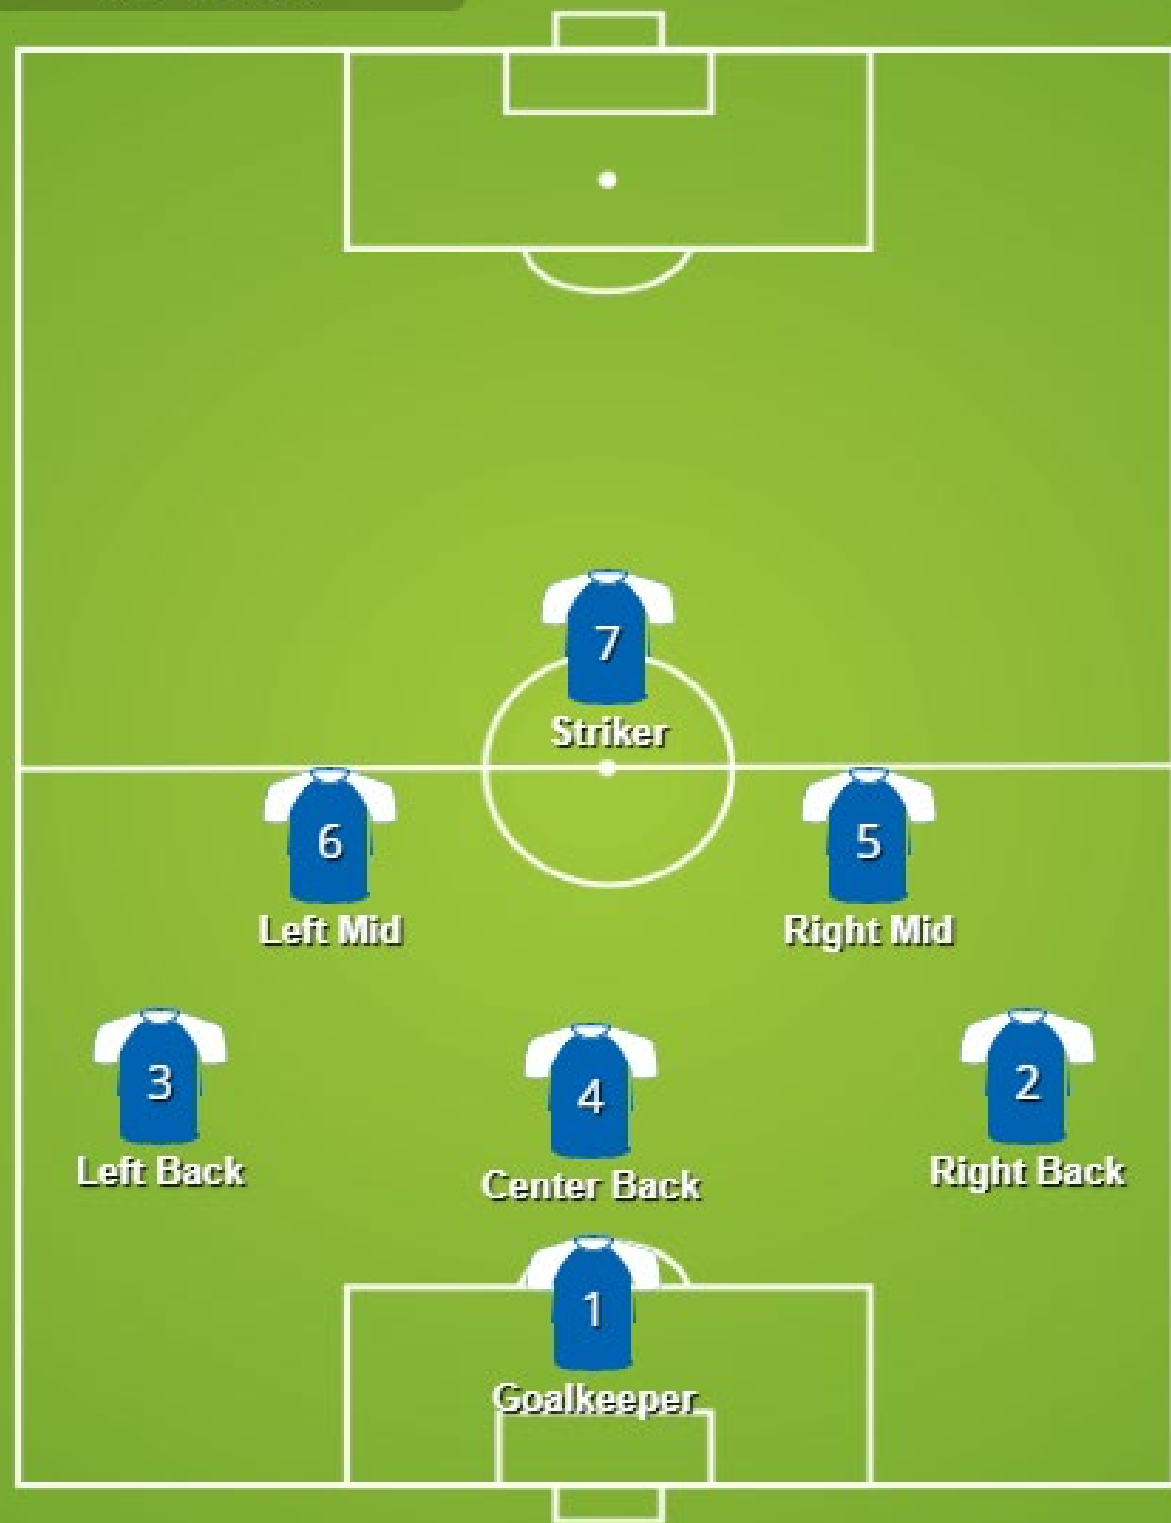 7
Striker
6
5
Left Mid
Right Mid
3
4
2
Left Back
Center Back
Right Back
1
Goalkeeper